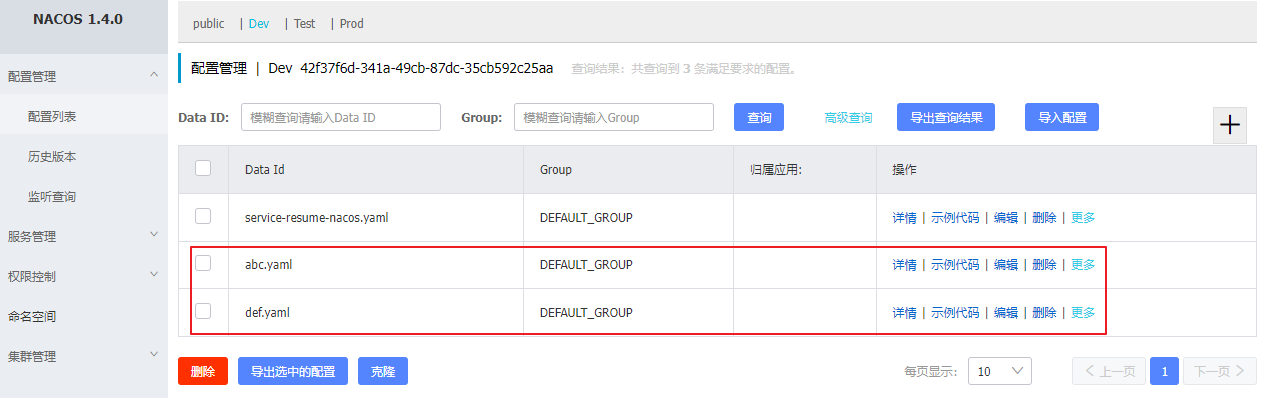 NACOS 1.4.0
public | Dev | Test | Prod
配置管理
配置列表
历史版本
监听查询
服务管理
权限控制
命名空间
集群管理
配置管理 | Dev 42f37f6d-341a-49cb-87dc-35cb592c25aa 查询结果：共查询到 3 条满足要求的配置。
Data ID: 模糊查询请输入Data ID Group: 模糊查询请输入Group 查询 高级查询 导出查询结果 导入配置
Data Id Group 归属应用: 操作
service-resume-nacos.yaml DEFAULT_GROUP 详情 | 示例代码 | 编辑 | 删除 | 更多
abc.yaml DEFAULT_GROUP 详情 | 示例代码 | 编辑 | 删除 | 更多
def.yaml DEFAULT_GROUP 详情 | 示例代码 | 编辑 | 删除 | 更多
删除 导出选中的配置 克隆 每页显示: 10 上一页 1 下一页